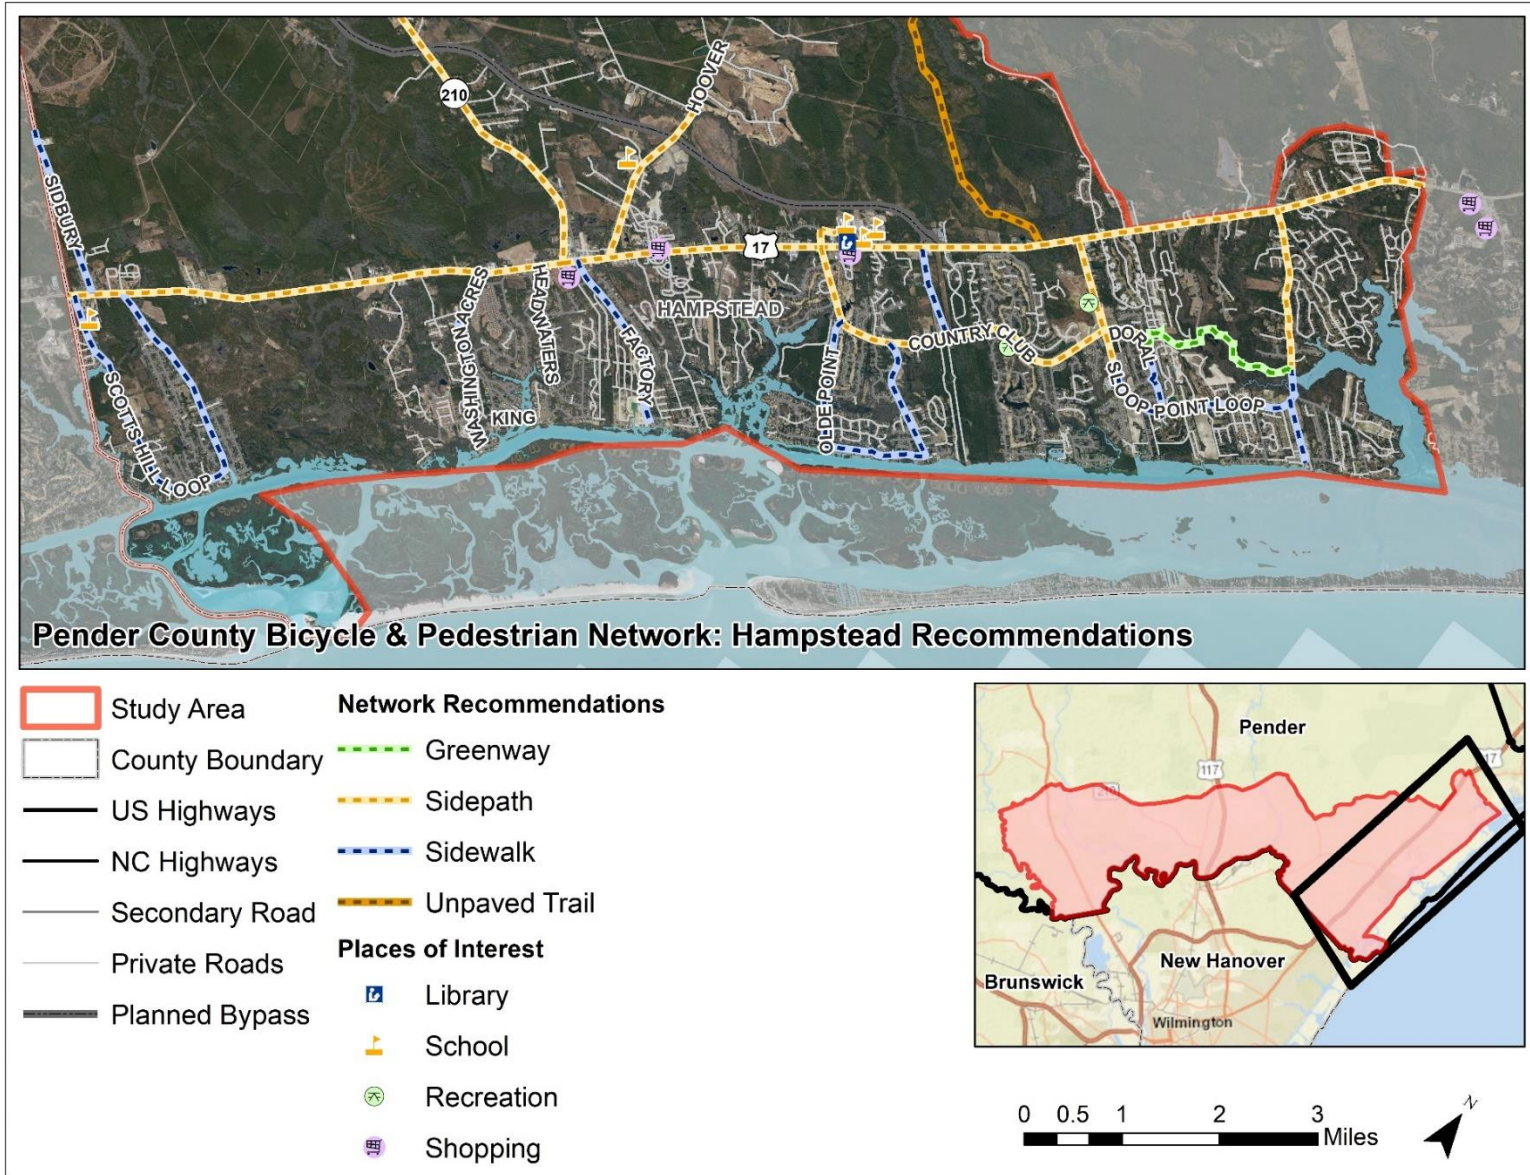 210
HOOVER
SIDBURY
17
WASHINGTON ACRES
HEADWATERS
HAMPSTEAD
FACTORY
COUNTRY CLUB
DORAL
OLDE POINT
SLOOP POINT LOOP
KING
SCOTTS HILL LOOP
Pender County Bicycle & Pedestrian Network: Hampstead Recommendations
Study Area
County Boundary
US Highways
NC Highways
Secondary Road
Private Roads
Planned Bypass
Network Recommendations
Greenway
Sidepath
Sidewalk
Unpaved Trail
Places of Interest
Library
School
Recreation
Shopping
Pender
17
117
210
New Hanover
Brunswick
Wilmington
0 0.5 1 2 3
Miles
N